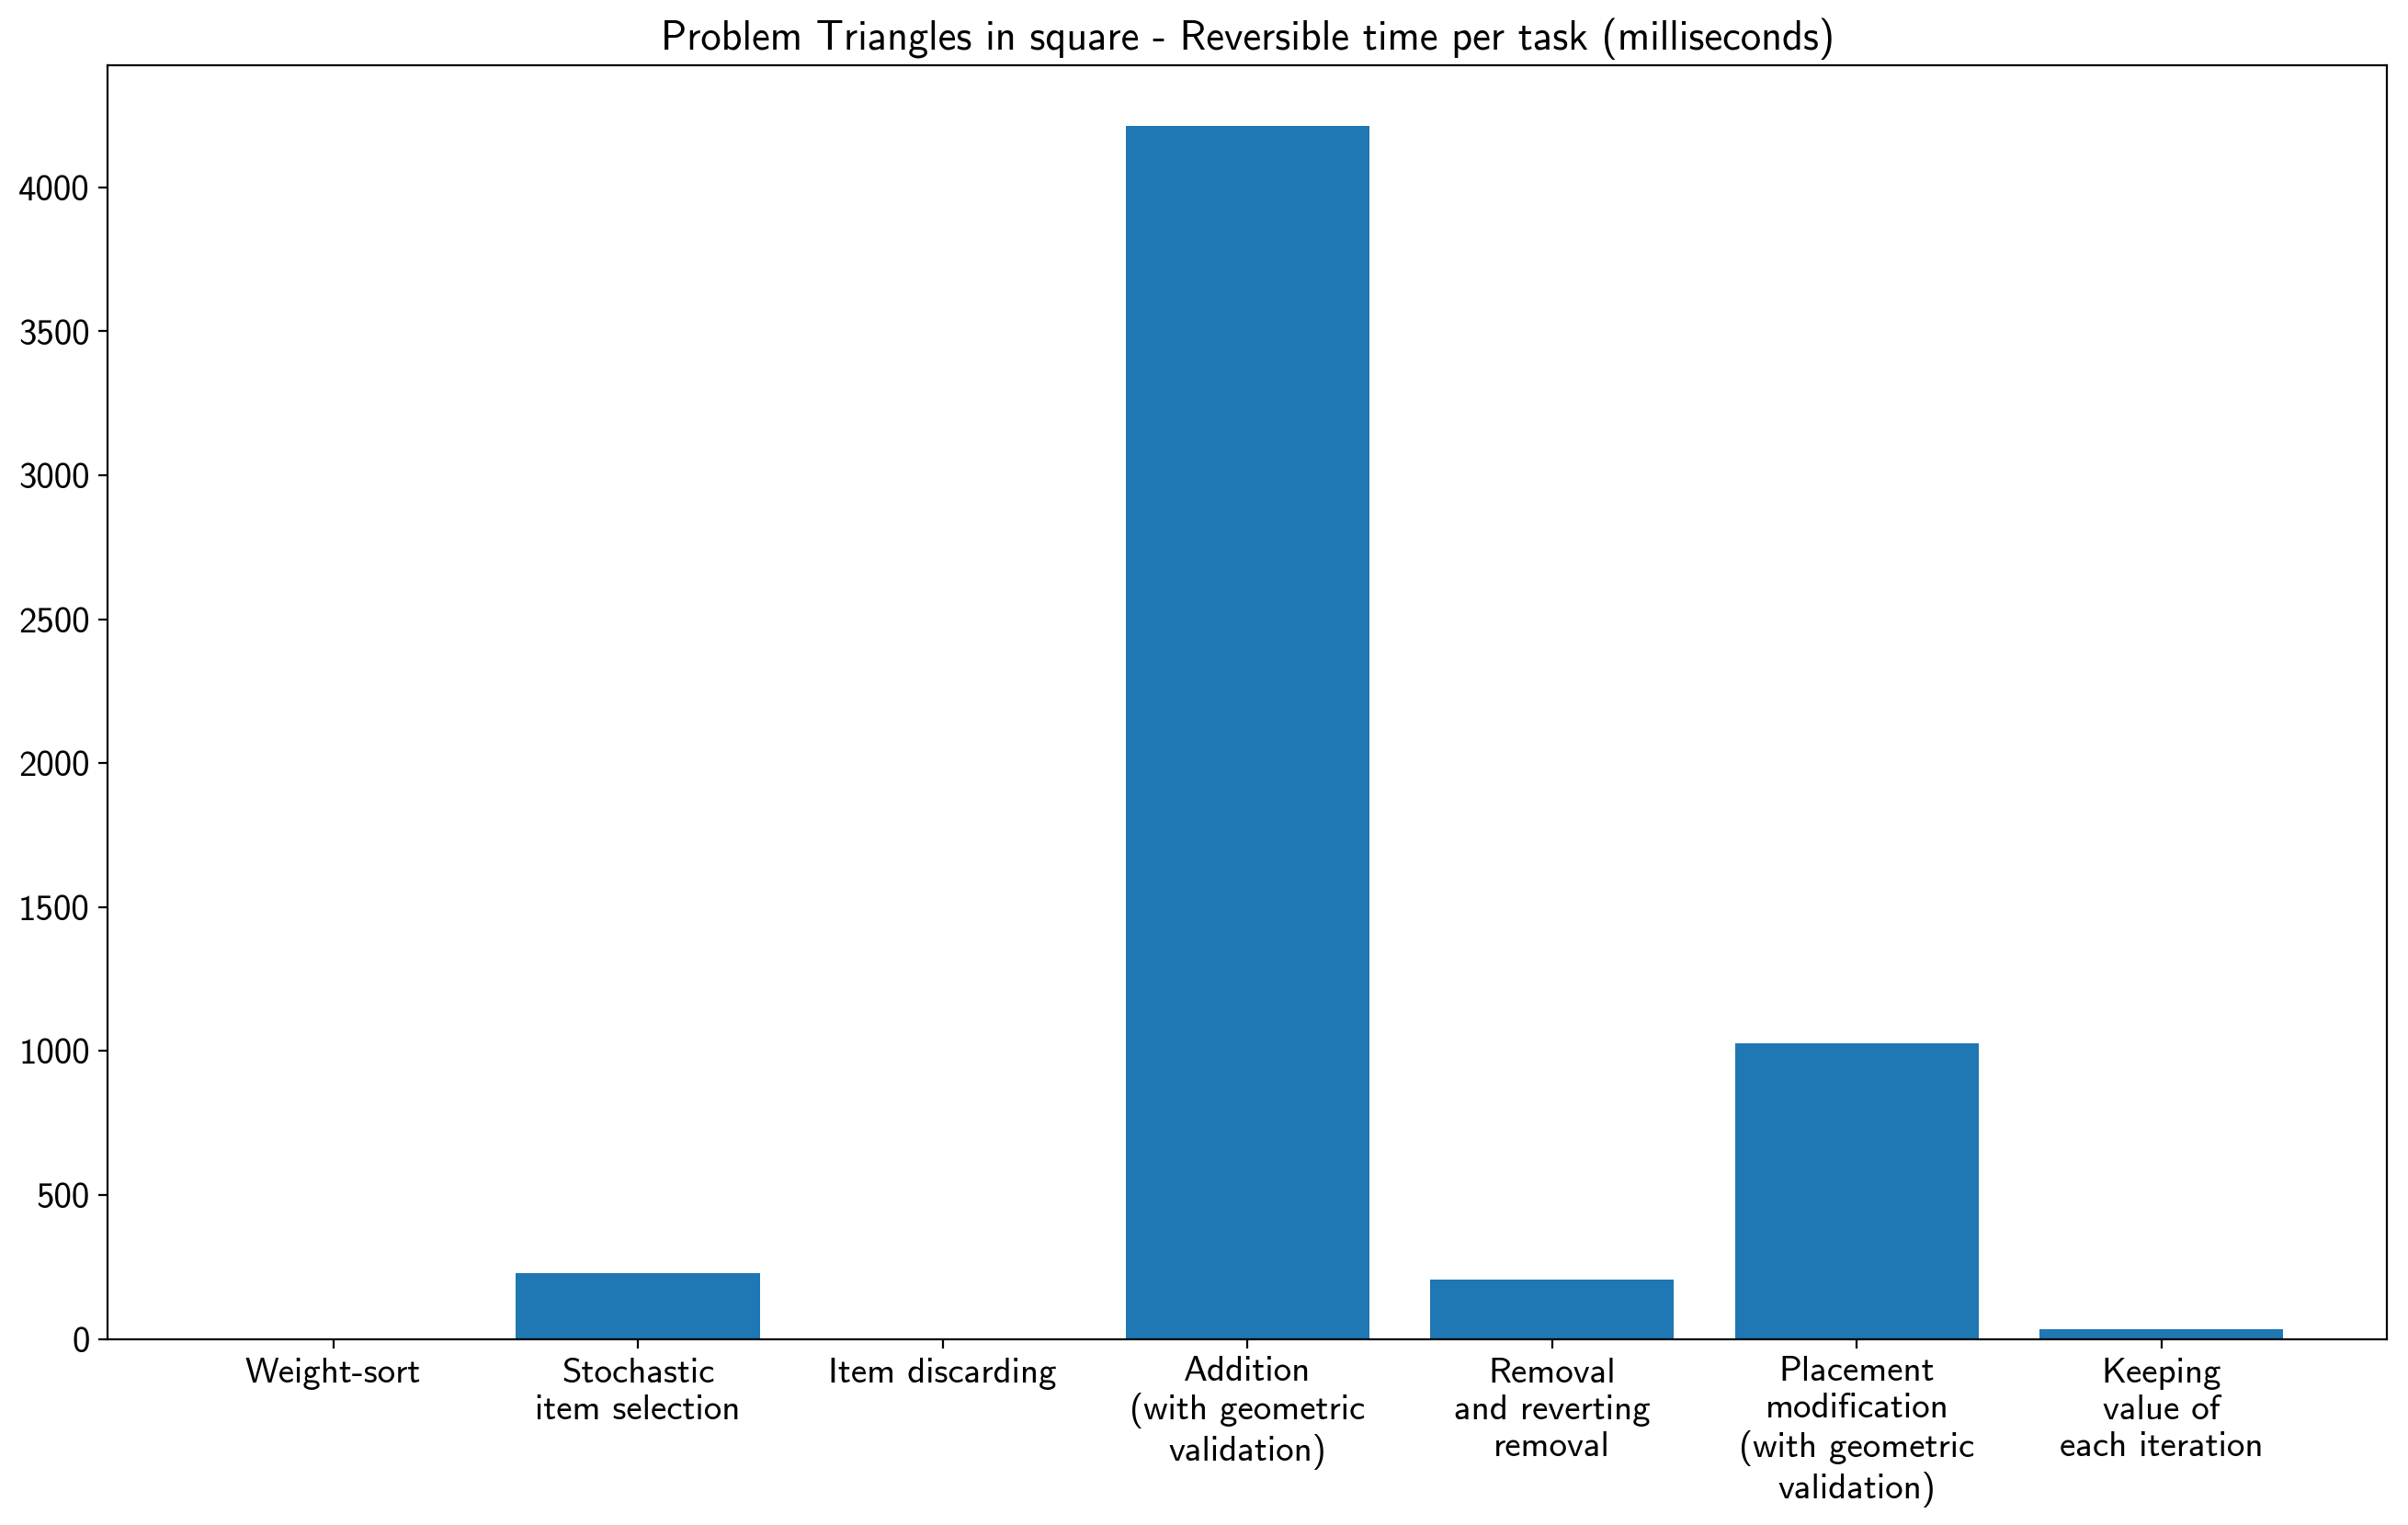 Problem Triangles in square - Reversible time per task (milliseconds)
4000
3500
3000
2500
2000
1500
1000
500
0
Weight-sort
Stochastic
item selection
Item discarding
Addition
(with geometric
validation)
Removal
and reverting
removal
Placement
modification
(with geometric
validation)
Keeping
value of
each iteration